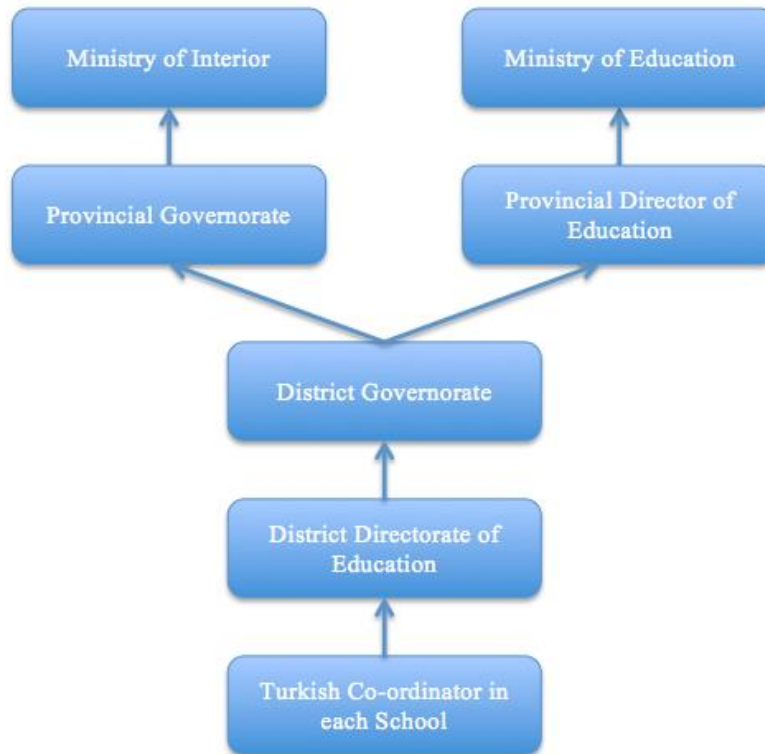 Ministry of Interior
Ministry of Education
Provincial Governorate
Provincial Director of
Education
District Governorate
District Directorate of
Education
Turkish Co-ordinator in
each School